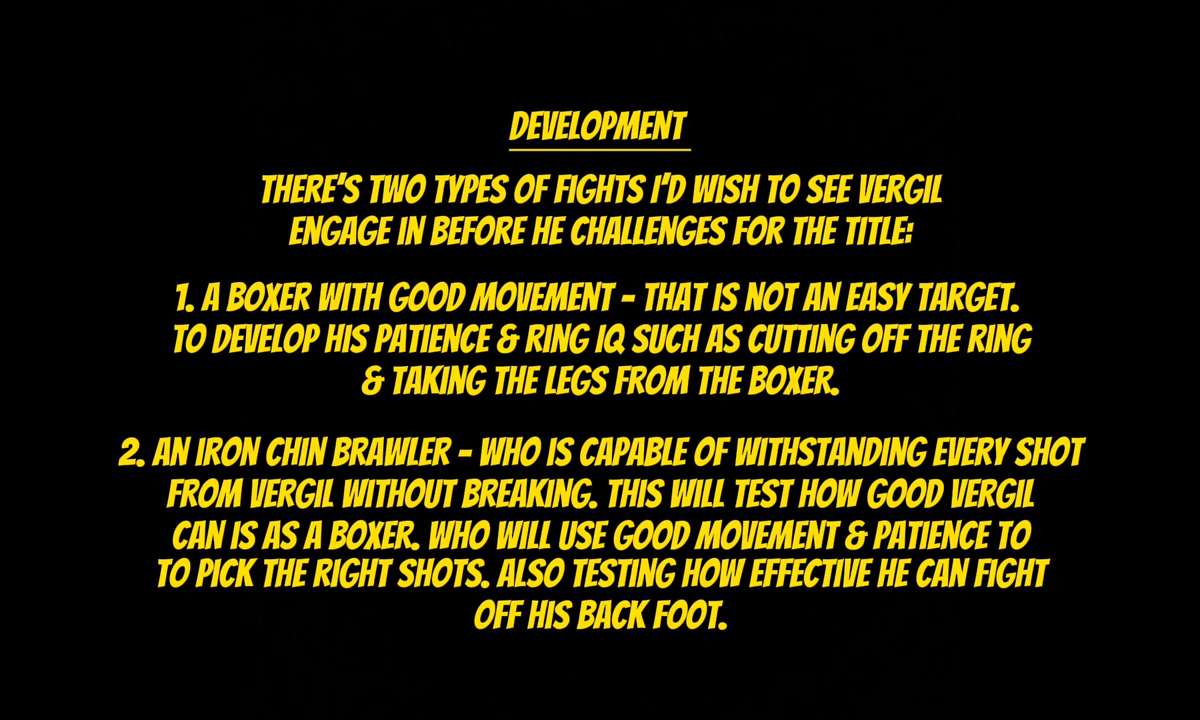 DEVELOPMENT
THERE'S TWO TYPES OF FIGHTS I'D WISH TO SEE VERGIL
ENGAGE IN BEFORE HE CHALLENGES FOR THE TITLE:
1. A BOXER WITH GOOD MOVEMENT - THAT IS NOT AN EASY TARGET.
TO DEVELOP HIS PATIENCE & RING IQ SUCH AS CUTTING OFF THE RING
& TAKING THE LEGS FROM THE BOXER.
2. AN IRON CHIN BRAWLER - WHO IS CAPABLE OF WITHSTANDING EVERY SHOT
FROM VERGIL WITHOUT BREAKING. THIS WILL TEST HOW GOOD VERGIL
CAN IS AS A BOXER. WHO WILL USE GOOD MOVEMENT & PATIENCE TO
TO PICK THE RIGHT SHOTS. ALSO TESTING HOW EFFECTIVE HE CAN FIGHT
OFF HIS BACK FOOT.